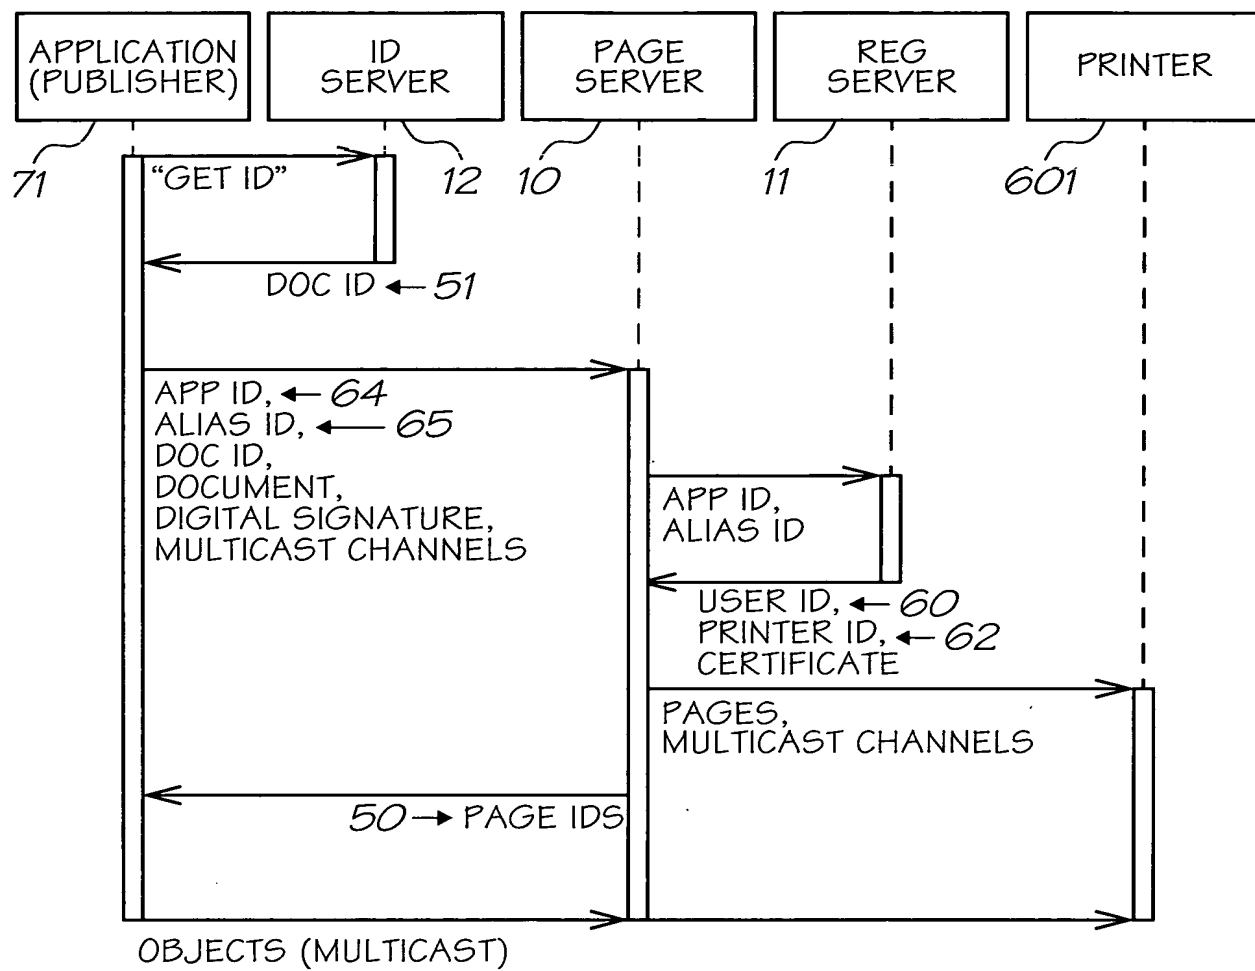 APPLICATION
(PUBLISHER)
ID
SERVER
PAGE
SERVER
REG
SERVER
PRINTER
71
12
10
11
601
"GET ID"
DOC ID
51
APP ID,
64
ALIAS ID,
65
DOC ID,
DOCUMENT,
DIGITAL SIGNATURE,
MULTICAST CHANNELS
APP ID,
ALIAS ID
USER ID,
60
PRINTER ID,
62
CERTIFICATE
PAGES,
MULTICAST CHANNELS
50
PAGE IDS
OBJECTS (MULTICAST)